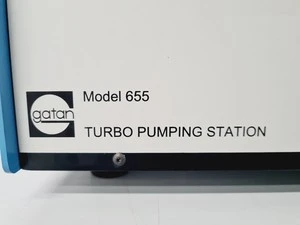 gatan
Model 655
TURBO PUMPING STATION